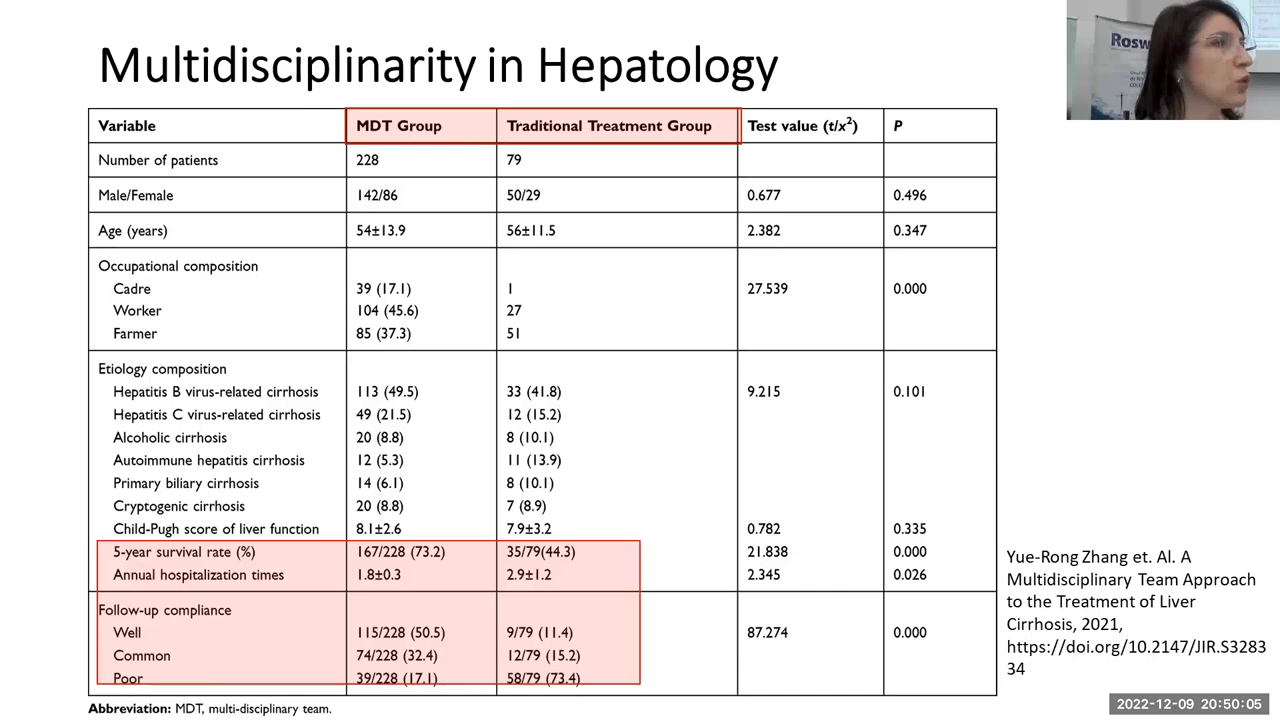 Multidisciplinarity in Hepatology
Rosw
Variable MDT Group Traditional Treatment Group Test value (t/x²) P
Number of patients 228 79
Male/Female 142/86 50/29 0.677 0.496
Age (years) 54±13.9 56±11.5 2.382 0.347
Occupational composition
Cadre 39 (17.1) 1 27.539 0.000
Worker 104 (45.6) 27
Farmer 85 (37.3) 51
Etiology composition
Hepatitis B virus-related cirrhosis 113 (49.5) 33 (41.8) 9.215 0.101
Hepatitis C virus-related cirrhosis 49 (21.5) 12 (15.2)
Alcoholic cirrhosis 20 (8.8) 8 (10.1)
Autoimmune hepatitis cirrhosis 12 (5.3) 11 (13.9)
Primary biliary cirrhosis 14 (6.1) 8 (10.1)
Cryptogenic cirrhosis 20 (8.8) 7 (8.9)
Child-Pugh score of liver function 8.1±2.6 7.9±3.2 0.782 0.335
5-year survival rate (%) 167/228 (73.2) 35/79(44.3) 21.838 0.000
Annual hospitalization times 1.8±0.3 2.9±1.2 2.345 0.026
Follow-up compliance
Well 115/228 (50.5) 9/79 (11.4) 87.274 0.000
Common 74/228 (32.4) 12/79 (15.2)
Poor 39/228 (17.1) 58/79 (73.4)
Abbreviation: MDT, multi-disciplinary team.
Yue-Rong Zhang et. Al. A
Multidisciplinary Team Approach
to the Treatment of Liver
Cirrhosis, 2021,
https://doi.org/10.2147/JIR.S3283
34
2022-12-09 20:50:05